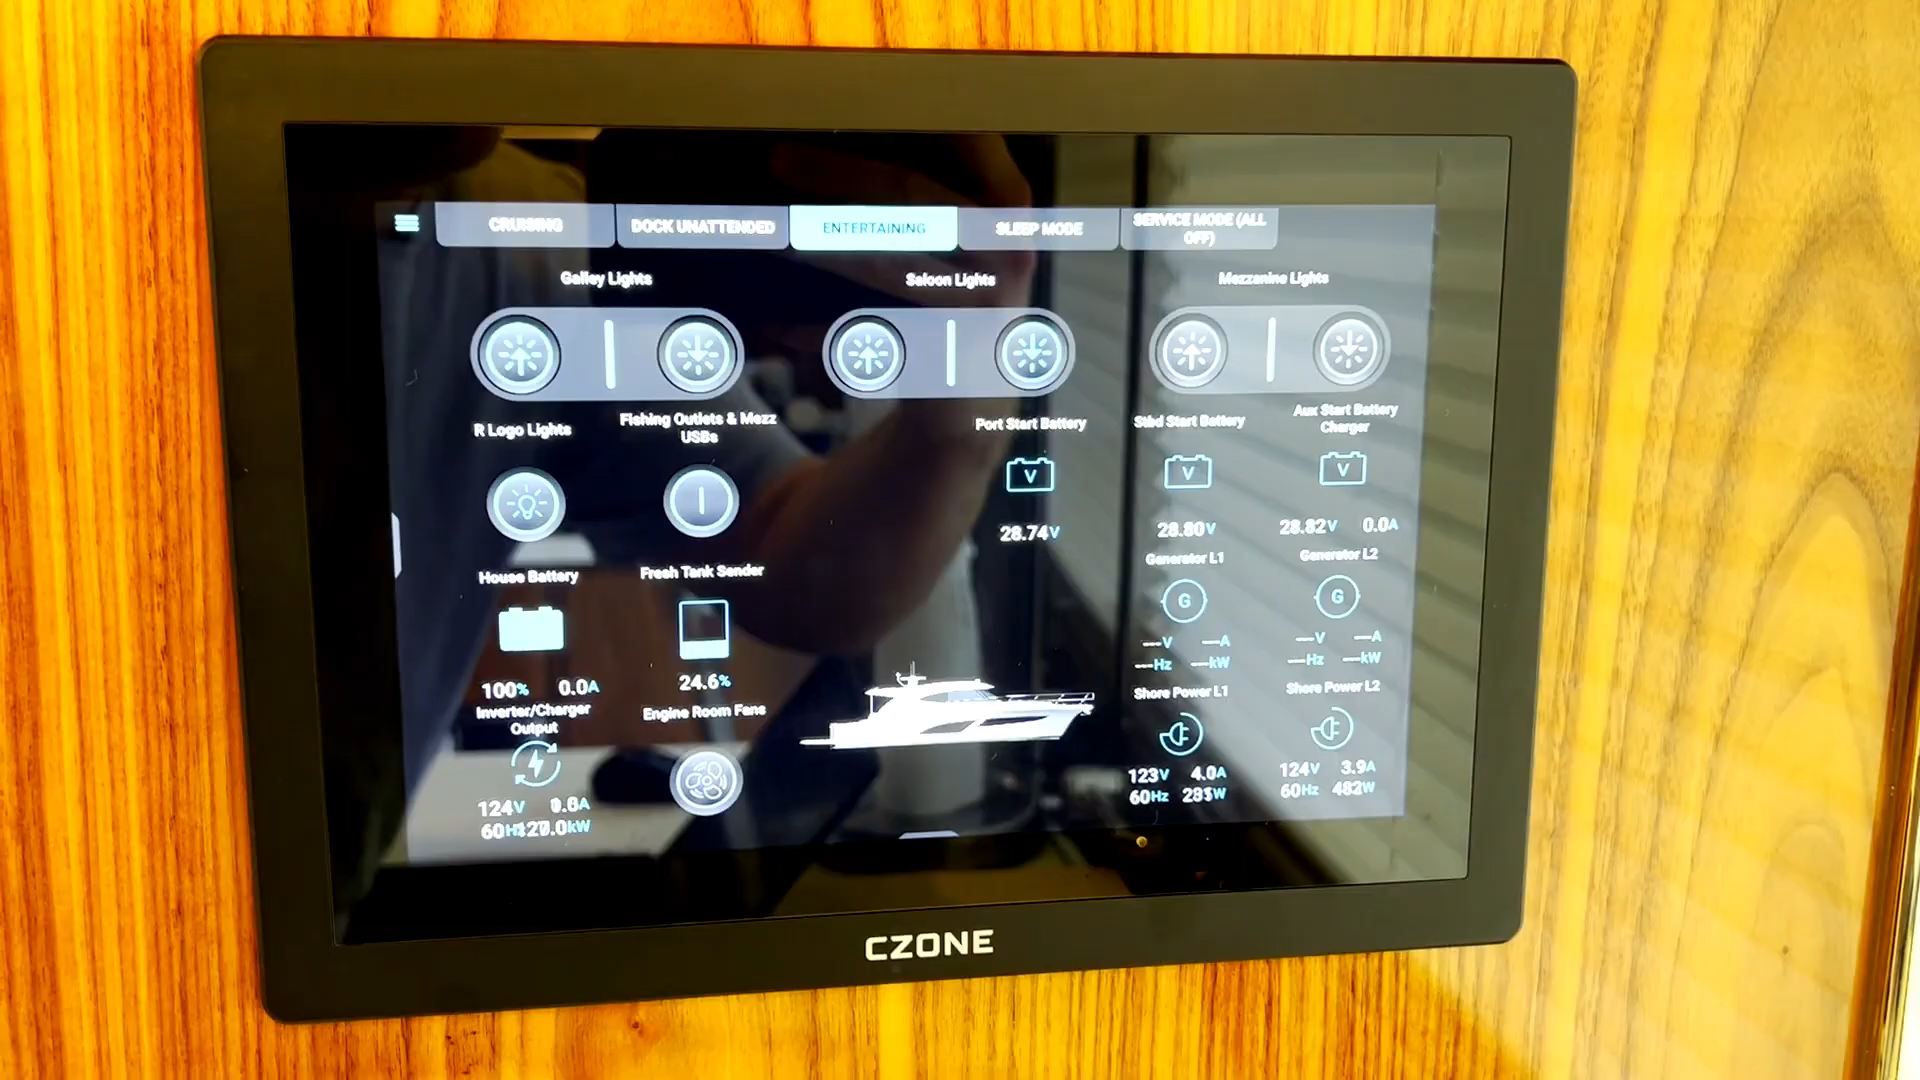 CRUISING
DOCK UNATTENDED
ENTERTAINING
SLEEP MODE
SERVICE MODE (ALL
OFF)
Galley Lights
Saloon Lights
Mezzanine Lights
R Logo Lights
Fishing Outlets & Mezz
USBs
Port Start Battery
Stbd Start Battery
Aux Start Battery
Charger
V
V
V
28.74V
28.80V
28.82V 0.0A
House Battery
Fresh Tank Sender
Generator L1
Generator L2
G
G
---V ---A
---Hz ---kW
---V ---A
---Hz ---kW
100% 0.0A
24.6%
Inverter/Charger
Output
Engine Room Fans
Shore Power L1
Shore Power L2
124V
60Hz
123V 4.0A
60Hz
124V 3.9A
60Hz 482W
CZONE